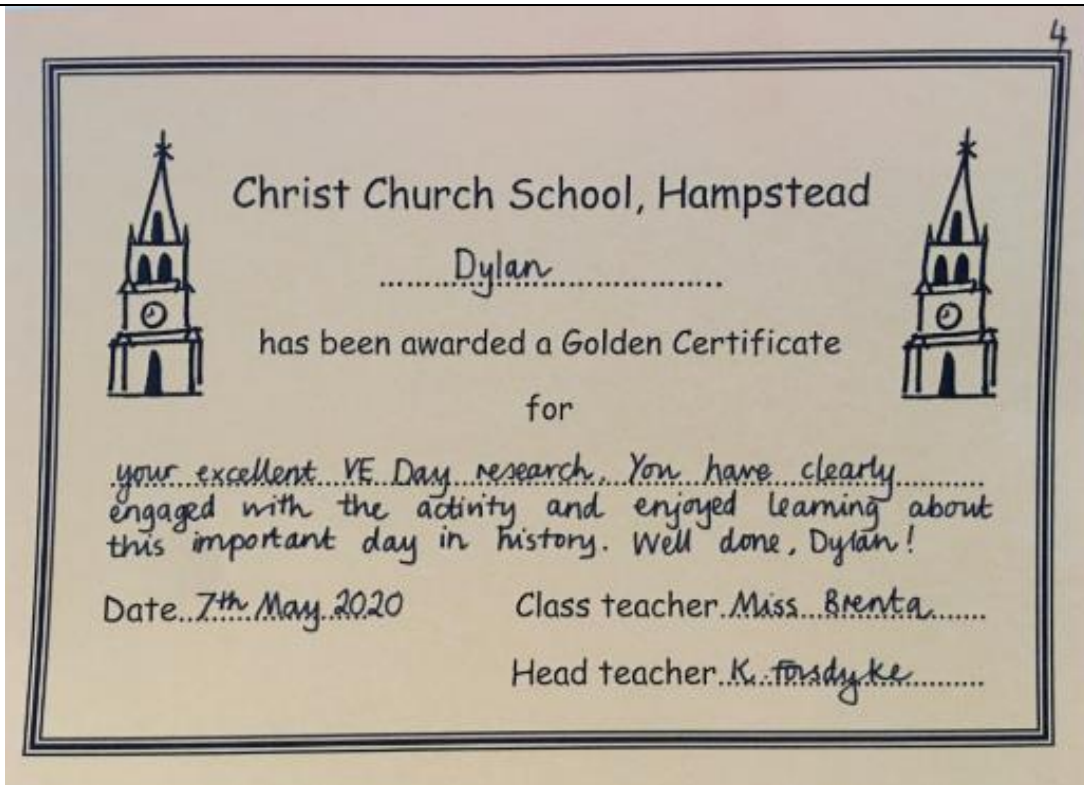 4
Christ Church School, Hampstead
Dylan
has been awarded a Golden Certificate
for
your excellent VE Day research. You have clearly
engaged with the activity and enjoyed learning about
this important day in history. Well done, Dylan!
Date 7th May 2020 Class teacher Miss Brenta
Head teacher K. Forsdyke